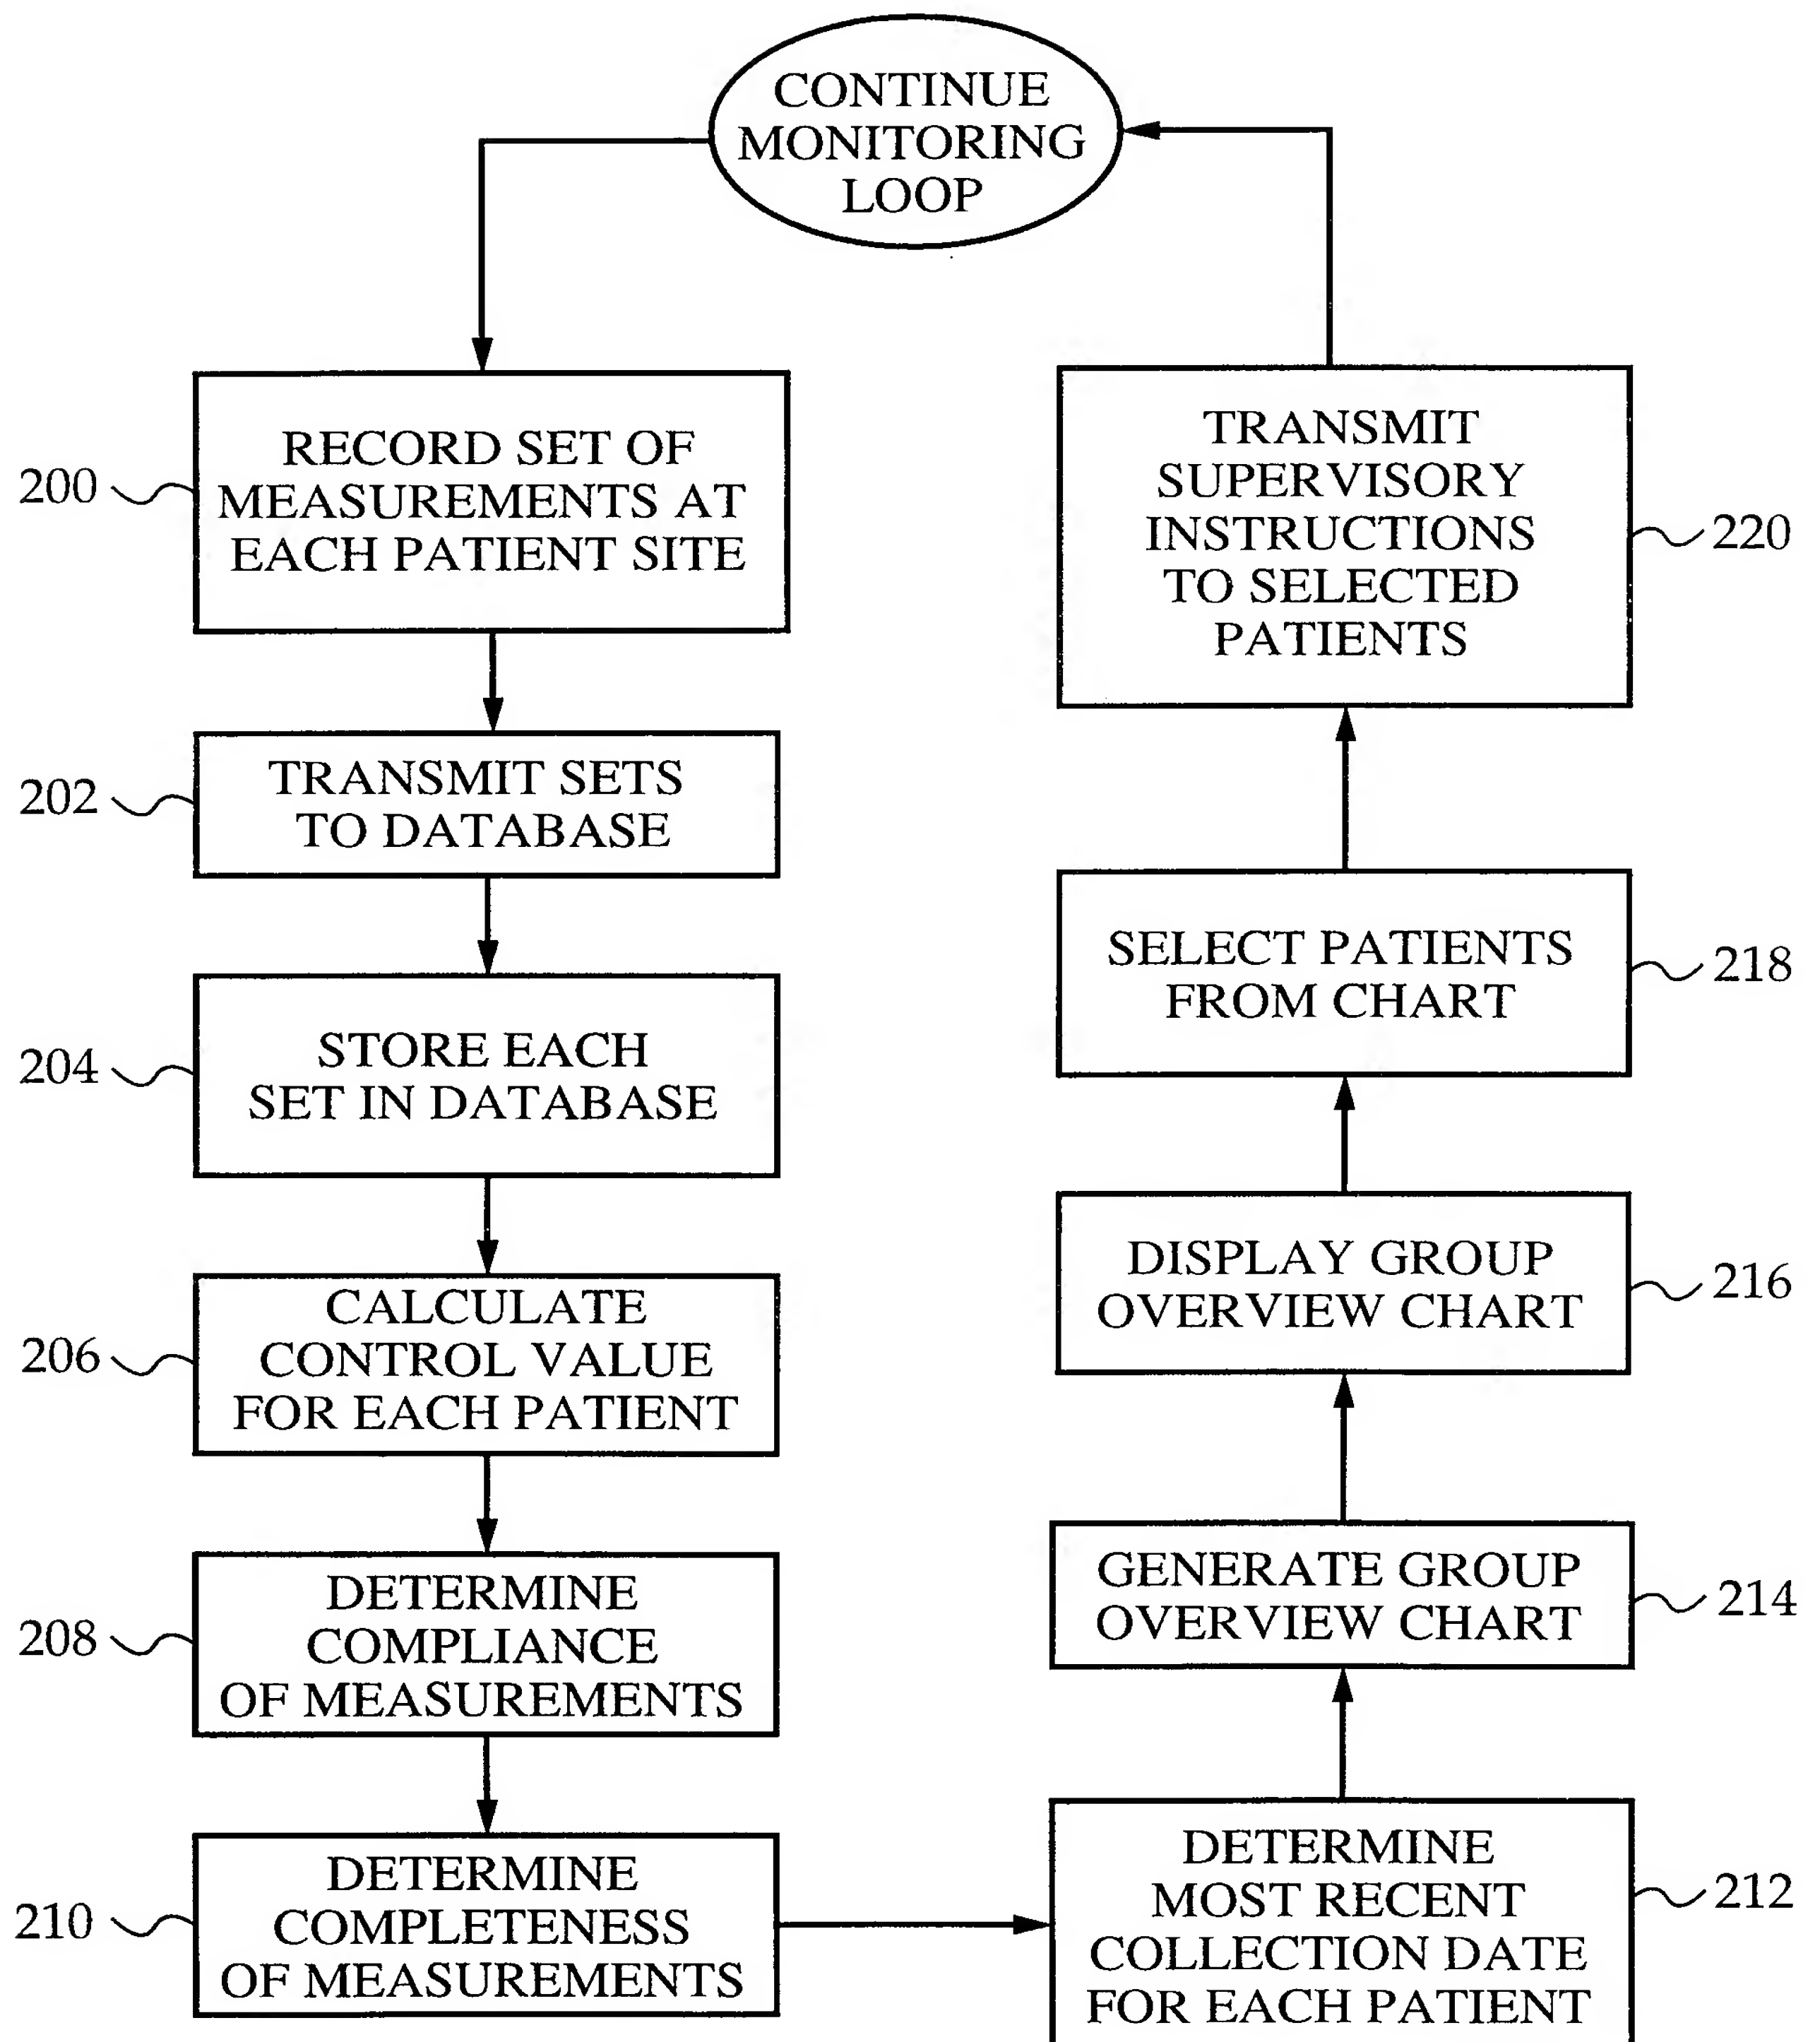 CONTINUE
MONITORING
LOOP
200
RECORD SET OF
MEASUREMENTS AT
EACH PATIENT SITE
202
TRANSMIT SETS
TO DATABASE
204
STORE EACH
SET IN DATABASE
206
CALCULATE
CONTROL VALUE
FOR EACH PATIENT
208
DETERMINE
COMPLIANCE
OF MEASUREMENTS
210
DETERMINE
COMPLETENESS
OF MEASUREMENTS
DETERMINE
MOST RECENT
COLLECTION DATE
FOR EACH PATIENT
212
GENERATE GROUP
OVERVIEW CHART
214
DISPLAY GROUP
OVERVIEW CHART
216
SELECT PATIENTS
FROM CHART
218
TRANSMIT
SUPERVISORY
INSTRUCTIONS
TO SELECTED
PATIENTS
220